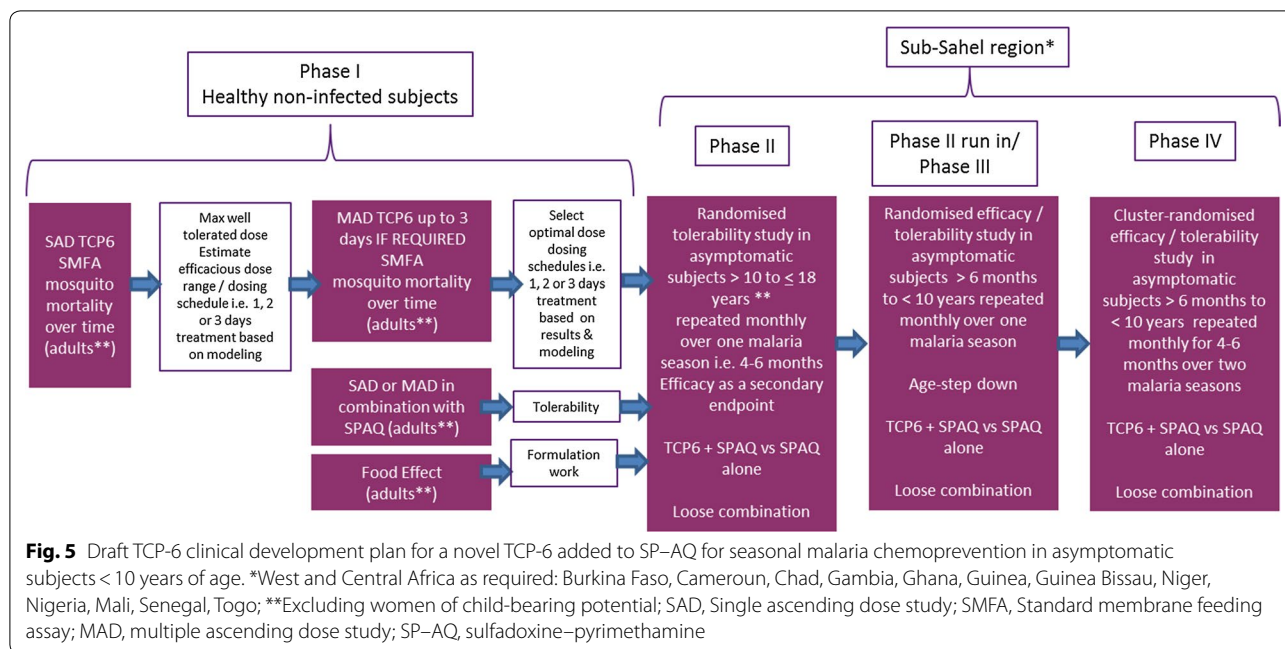 Sub-Sahel region*
Phase I
Healthy non-infected subjects
Phase II
Phase II run in/
Phase III
Phase IV
SAD TCP6
SMFA
mosquito
mortality
over time
(adults**)
Max well
tolerated dose
Estimate
efficacious dose
range / dosing
schedule i.e. 1, 2
or 3 days
treatment based
on modeling
MAD TCP6 up to 3
days IF REQUIRED
SMFA
mosquito mortality
over time
(adults**)
Select
optimal dose
dosing
schedules i.e.
1, 2 or 3 days
treatment
based on
results &
modeling
SAD or MAD in
combination with
SPAQ (adults**)
Tolerability
Food Effect
(adults**)
Formulation
work
Randomised
tolerability study in
asymptomatic
subjects > 10 to ≤ 18
years **
repeated monthly
over one malaria
season i.e. 4-6 months
Efficacy as a secondary
endpoint
TCP6 + SPAQ vs SPAQ
alone
Loose combination
Randomised efficacy /
tolerability study in
asymptomatic
subjects > 6 months
to < 10 years repeated
monthly over one
malaria season
Age-step down
TCP6 + SPAQ vs SPAQ
alone
Loose combination
Cluster-randomised
efficacy / tolerability
study in
asymptomatic
subjects > 6 months to
< 10 years repeated
monthly for 4-6
months over two
malaria seasons
TCP6 + SPAQ vs SPAQ
alone
Loose combination
Fig. 5 Draft TCP-6 clinical development plan for a novel TCP-6 added to SP–AQ for seasonal malaria chemoprevention in asymptomatic
subjects < 10 years of age. *West and Central Africa as required: Burkina Faso, Cameroun, Chad, Gambia, Ghana, Guinea, Guinea Bissau, Niger,
Nigeria, Mali, Senegal, Togo; **Excluding women of child-bearing potential; SAD, Single ascending dose study; SMFA, Standard membrane feeding
assay; MAD, multiple ascending dose study; SP–AQ, sulfadoxine–pyrimethamine